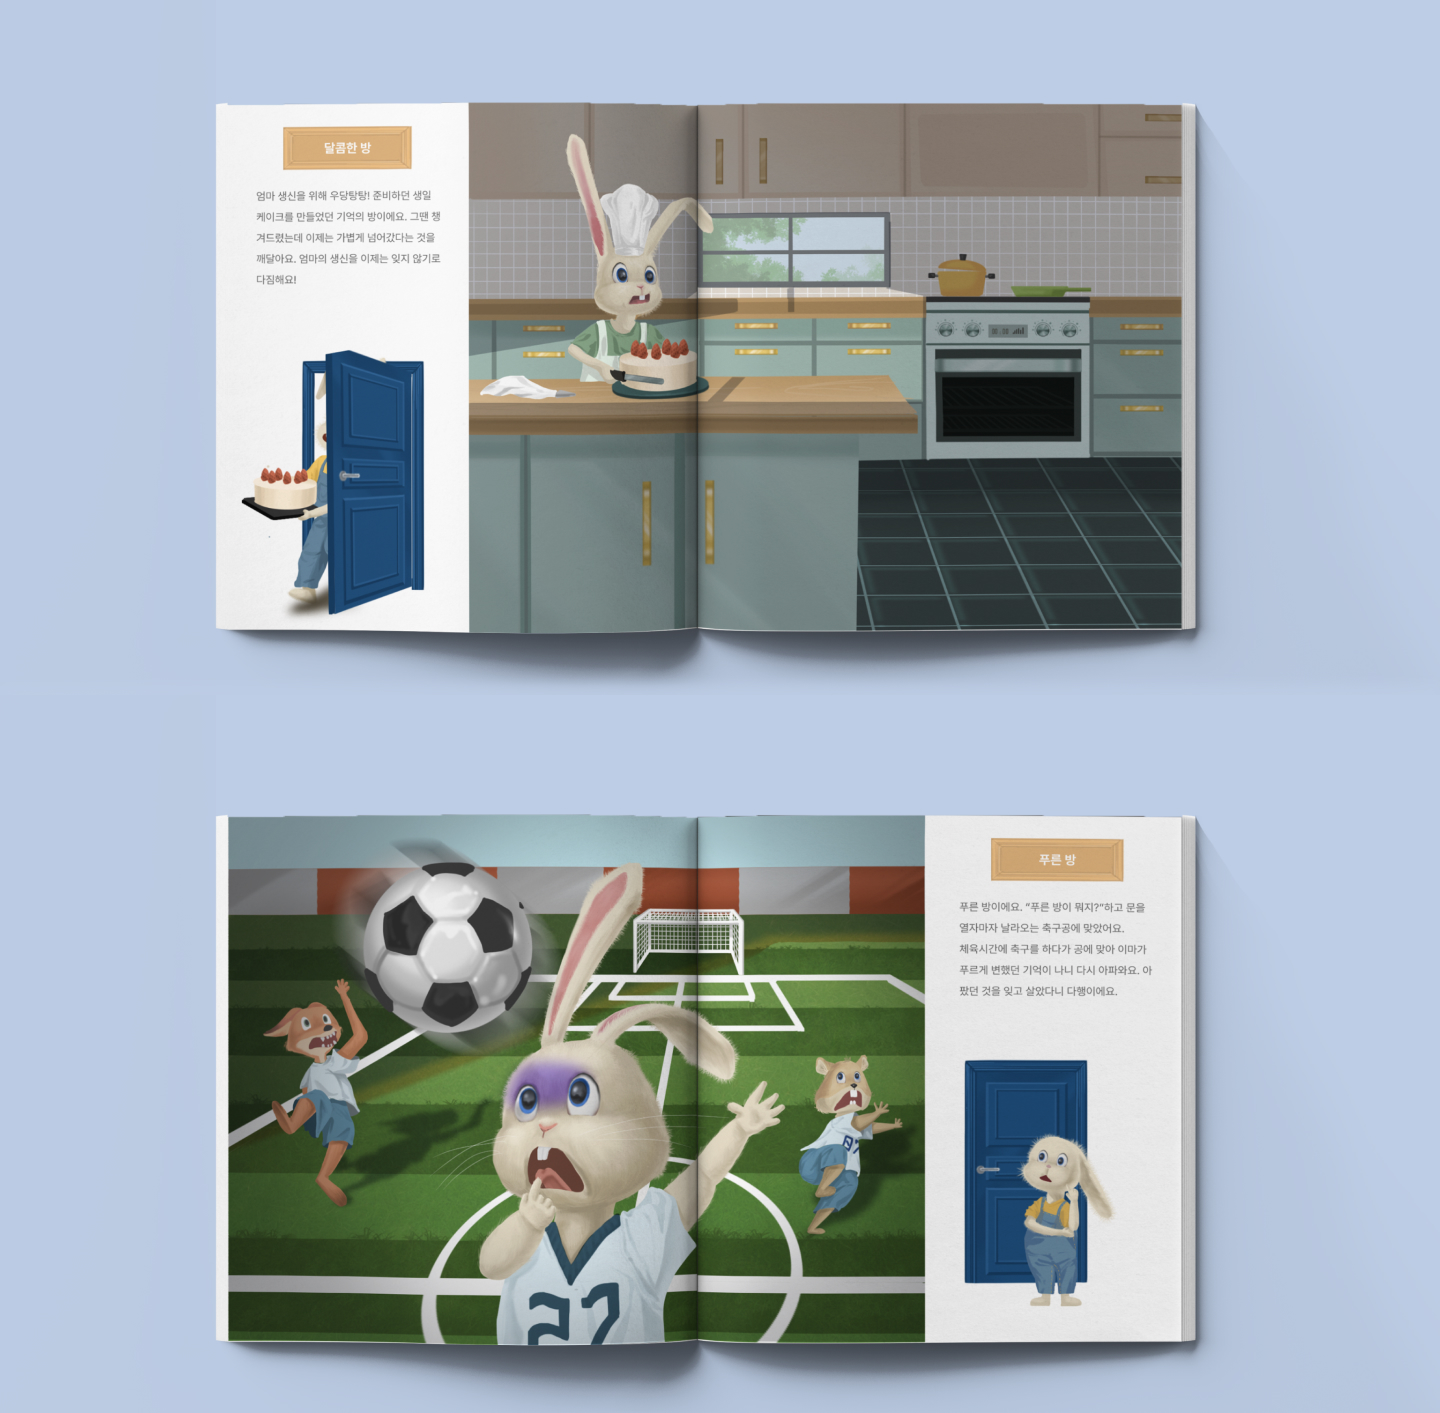 달콤한 방
엄마 생신을 위해 우당탕탕! 준비하던 생일
케이크를 만들었던 기억의 방이에요. 그땐 챙
겨드렸는데 이제는 가볍게 넘어갔다는 것을
깨달아요. 엄마의 생신을 이제는 잊지 않기로
다짐해요!
푸른 방
푸른 방이에요. “푸른 방이 뭐지?”하고 문을
열자마자 날라오는 축구공에 맞았어요.
체육시간에 축구를 하다가 공에 맞아 이마가
푸르게 변했던 기억이 나니 다시 아파와요. 아
팠던 것을 잊고 살았다니 다행이에요.
27